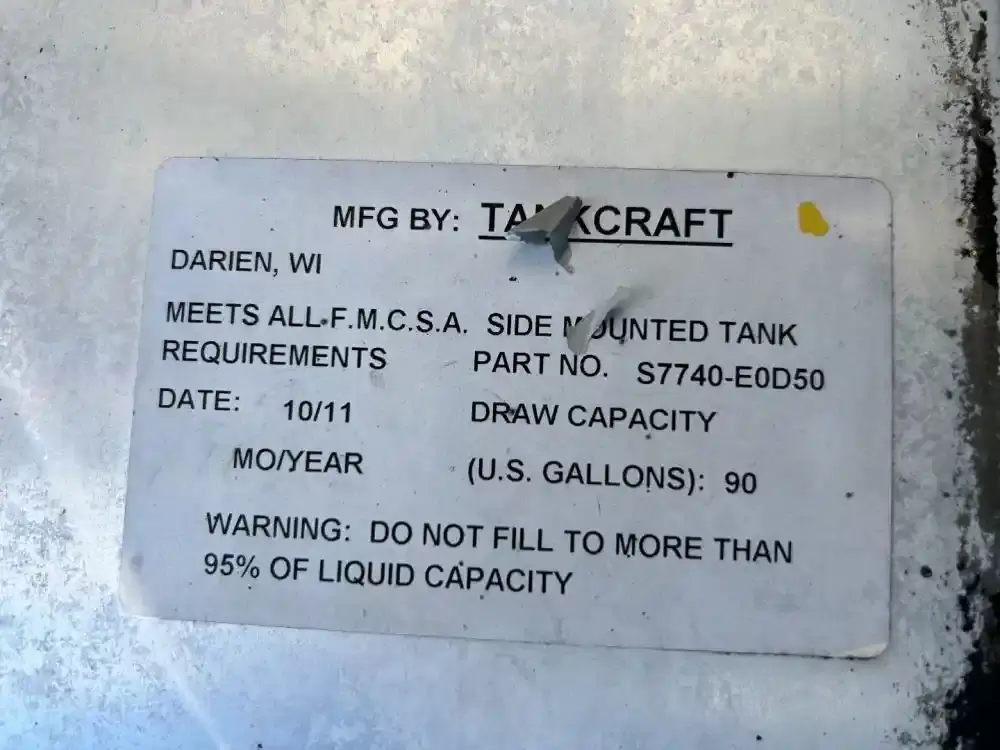 MFG BY: TANKCRAFT
DARIEN, WI
MEETS ALL F.M.C.S.A. SIDE MOUNTED TANK
REQUIREMENTS PART NO. S7740-E0D50
DATE: 10/11 DRAW CAPACITY
MO/YEAR (U.S. GALLONS): 90
WARNING: DO NOT FILL TO MORE THAN
95% OF LIQUID CAPACITY